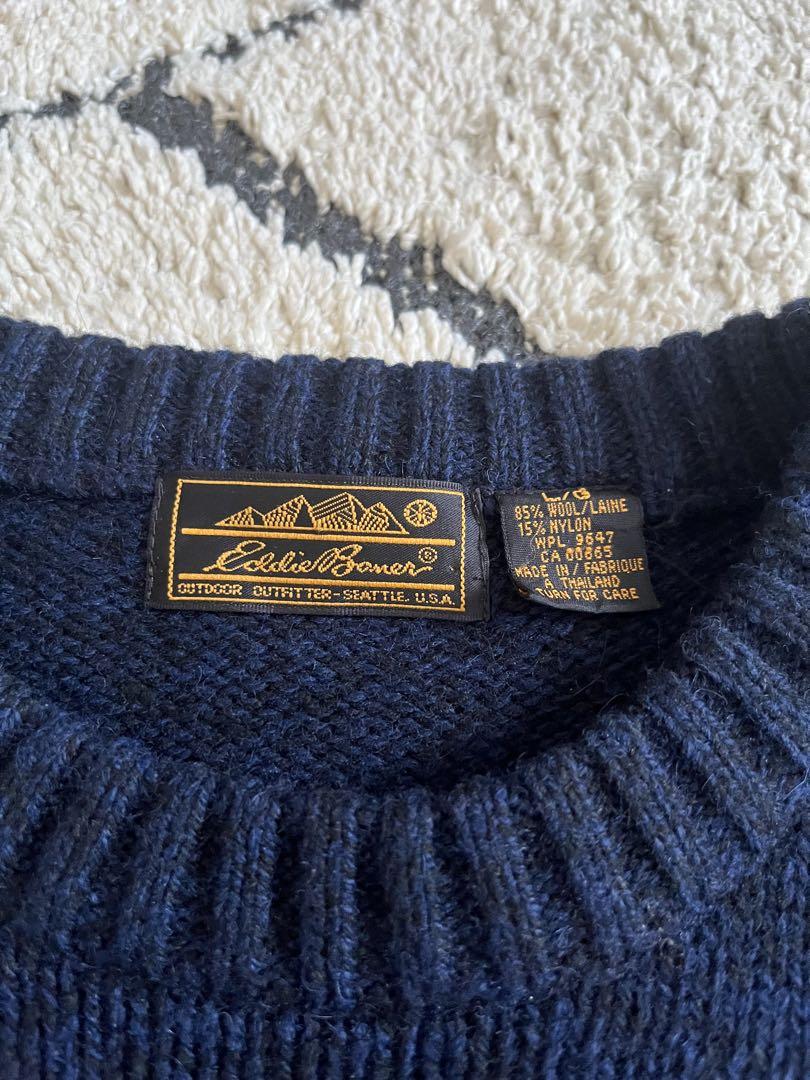 Eddie Bauer®
OUTDOOR OUTFITTER-SEATTLE, U.S.A.
L/G
85% WOOL/LAINE
15% NYLON
WPL 9647
CA 00865
MADE IN/FABRIQUE
A THAILAND
TURN FOR CARE